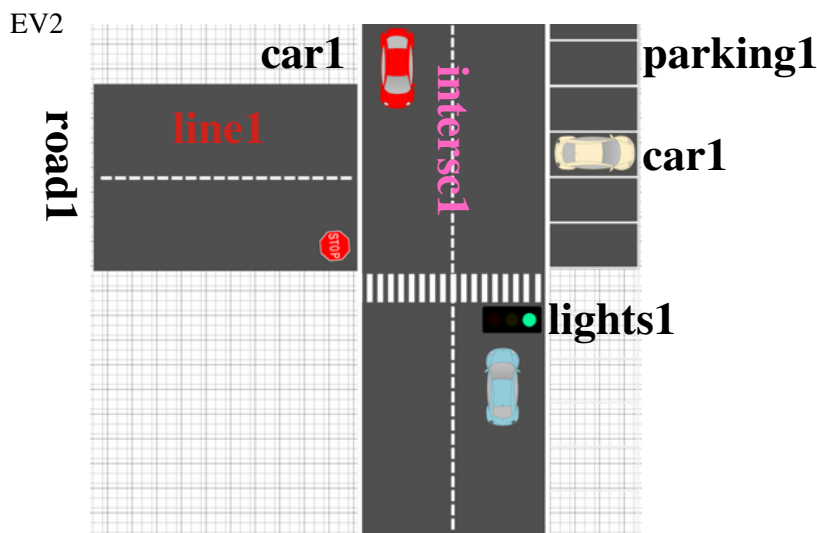 EV2
car1
parking1
intersc1
line1
road1
car1
STOP
lights1